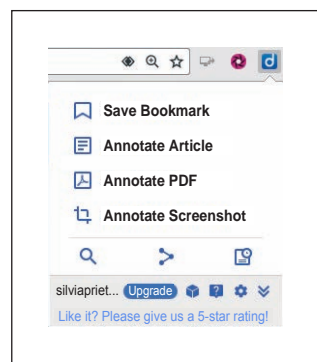 Save Bookmark
Annotate Article
Annotate PDF
Annotate Screenshot
silviapriet... Upgrade
Like it? Please give us a 5-star rating!